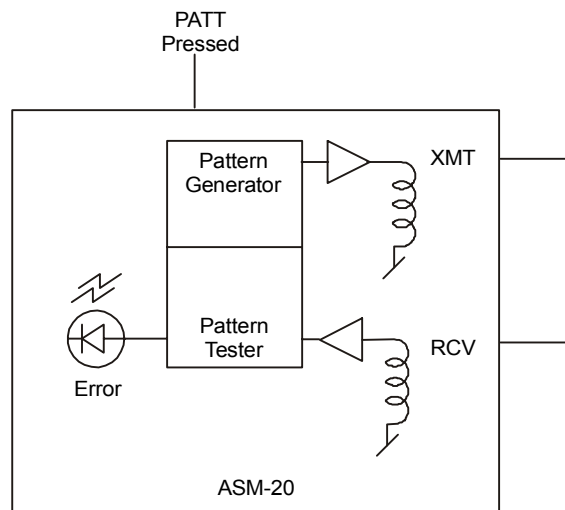 PATT
Pressed
Pattern
Generator
XMT
Pattern
Tester
RCV
Error
ASM-20